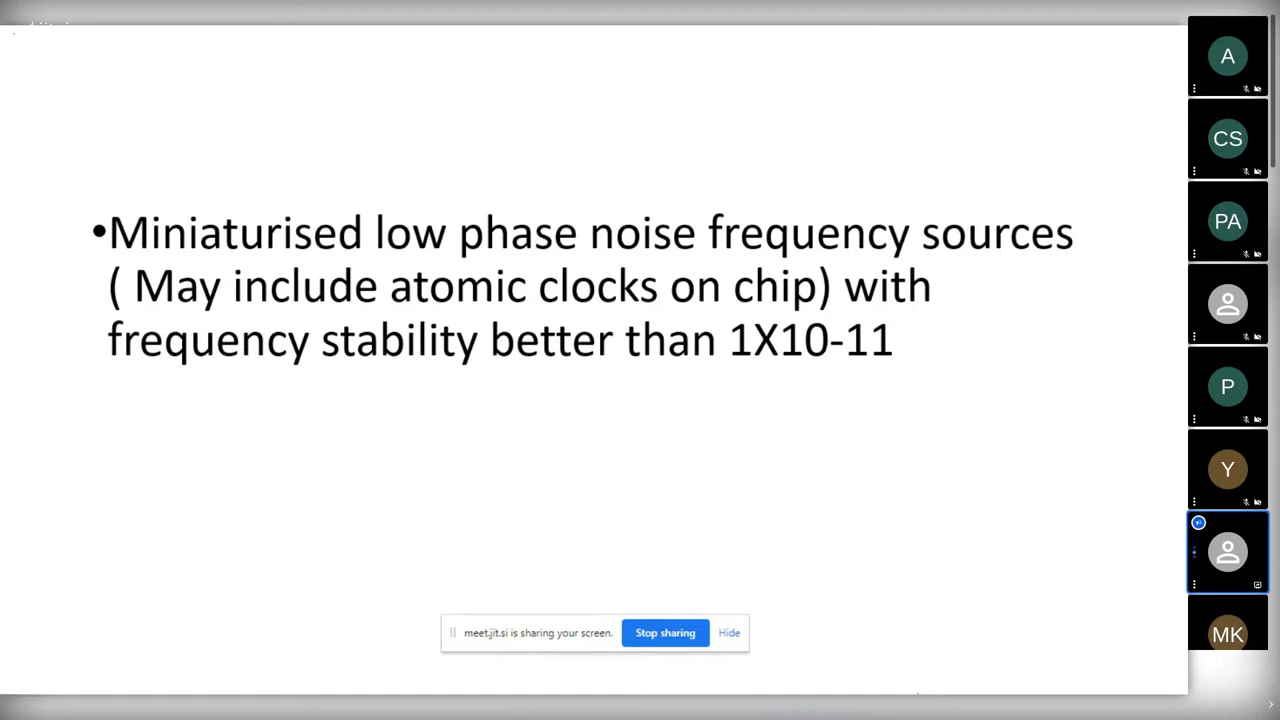 A
CS
PA
P
Y
MK
•Miniaturised low phase noise frequency sources
( May include atomic clocks on chip) with
frequency stability better than 1X10-11
meet.jit.si is sharing your screen. Stop sharing Hide